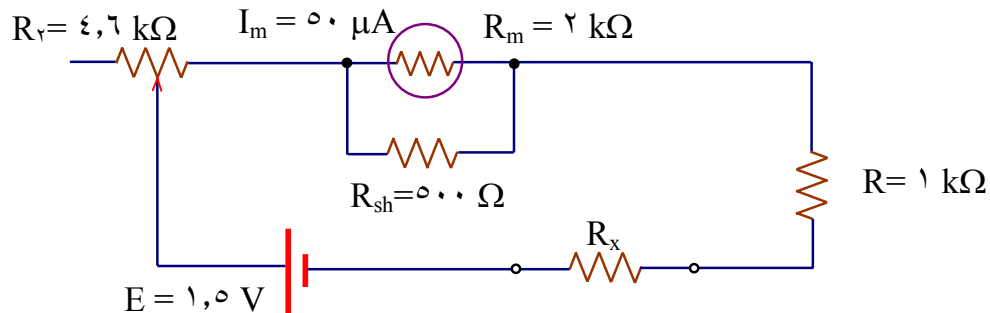 R٢= ٤,٦ kΩ
Im = ٥٠ μA
Rm = ٢ kΩ
Rsh=٥٠٠ Ω
R= ١ kΩ
Rx
E = ١,٥ V